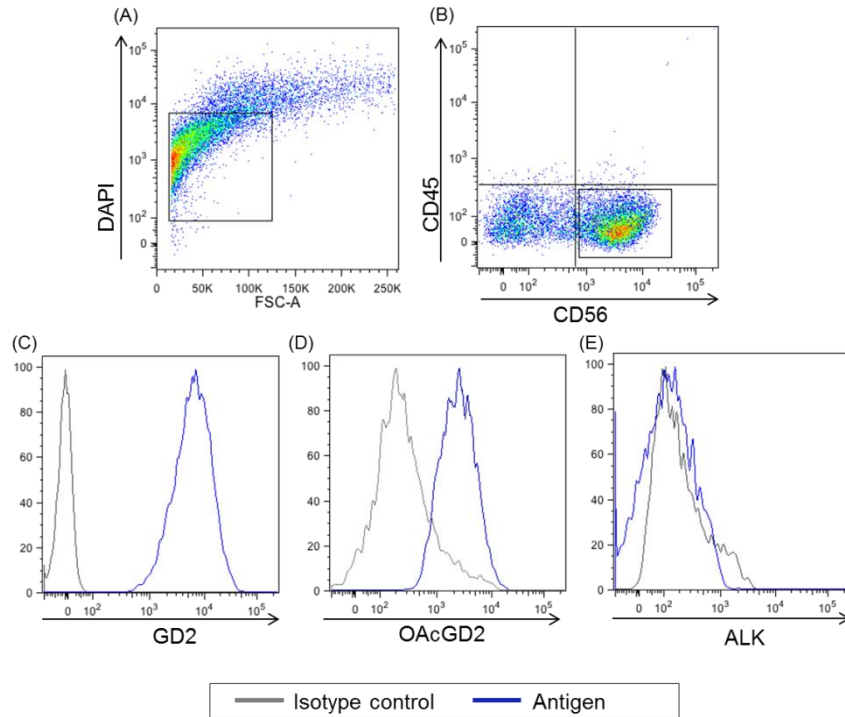 (A)
(B)
10⁵
10⁴
10³
10²
0
DAPI
0 50K 100K 150K 200K 250K
FSC-A
10⁵
10⁴
10³
10²
0
CD45
0 10² 10³ 10⁴ 10⁵
CD56
(C)
(D)
(E)
100
80
60
40
20
0
0 10² 10³ 10⁴ 10⁵
GD2
100
80
60
40
20
0
0 10² 10³ 10⁴ 10⁵
OAcGD2
100
80
60
40
20
0
0 10² 10³ 10⁴ 10⁵
ALK
Isotype control Antigen